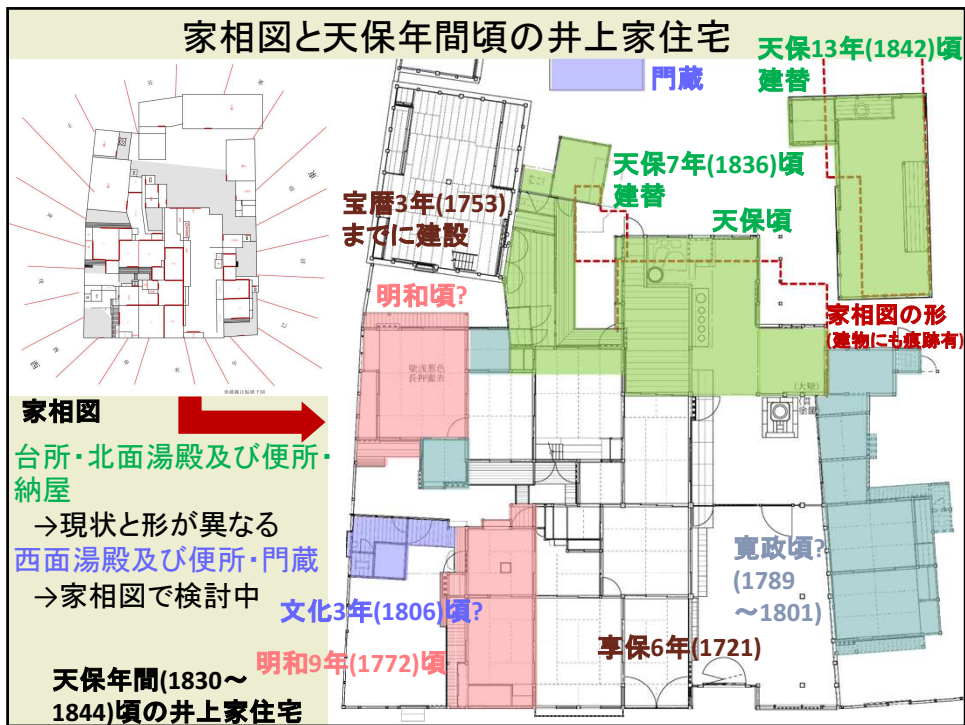 家相図と天保年間頃の井上家住宅
天保13年(1842)頃
建替
門蔵
天保7年(1836)頃
建替
宝暦3年(1753)
までに建設
天保頃
明和頃?
家相図の形
(建物にも痕跡有)
西
家相図
台所・北面湯殿及び便所・
納屋
→現状と形が異なる
西面湯殿及び便所・門蔵
→家相図で検討中
文化3年(1806)頃?
明和9年(1772)頃
寛政頃?
(1789
～1801)
享保6年(1721)
天保年間(1830～
1844)頃の井上家住宅